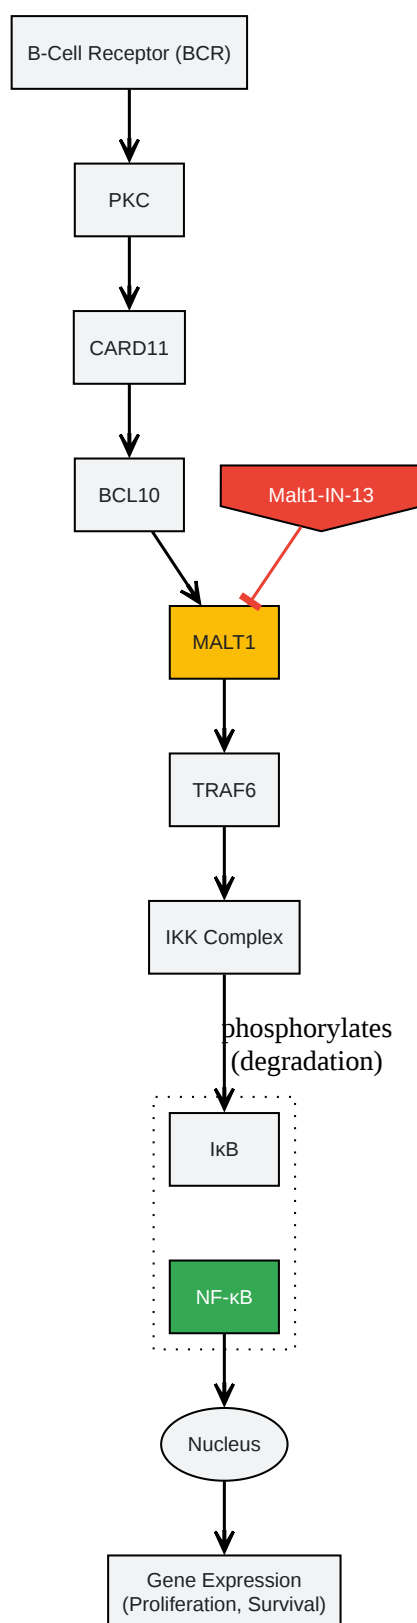 B-Cell Receptor (BCR)
PKC
CARD11
BCL10
Malt1-IN-13
MALT1
TRAF6
IKK Complex
phosphorylates
(degradation)
IκB
NF-κB
Nucleus
Gene Expression
(Proliferation, Survival)